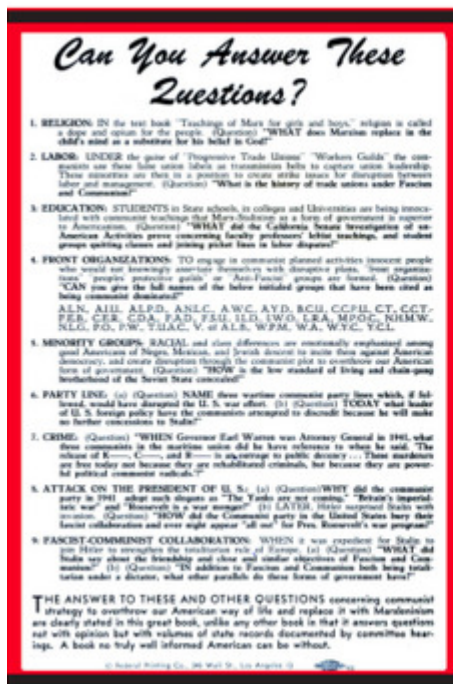 Can You Answer These
Questions?
1. RELIGION: IN the text book "Teachings of Marx for girls and boys," religion is called
a dope and opium for the people. (Question) "WHAT does Marxism replace in the
child's mind as a substitute for his belief in God?"
2. LABOR: UNDER the guise of "Progressive Trade Unions" "Workers Guilds" the com-
munists use these false union labels as transmission belts to capture union leadership.
These minorities are then in a position to create strike issues for disruption between
labor and management. (Question) "What is the history of trade unions under Fascism
and Communism?"
3. EDUCATION: STUDENTS in State schools, in colleges and Universities are being inocu-
lated with communist teachings that Marx-Stalinism as a form of government is superior
to Americanism. (Question) "WHAT did the California Senate Investigation of un-
American Activities prove concerning faculty professors' leftist teachings, and student
groups quitting classes and joining picket lines in labor disputes?"
4. FRONT ORGANIZATIONS: TO engage in communist planned activities innocent people
who would not knowingly associate themselves with disruptive plans, "front organiza-
tions" "peoples protective guilds" or "Anti-Fascist" groups are formed. (Question)
"CAN you give the full names of the below initialed groups that have been cited as
being communist dominated?"
A.L.N., A.I.U., A.L.P.D., A.N.L.C., A.W.C., A.Y.D., B.C.U., C.C.P.U., C.T., C.C.T.-
P.E.B., C.E.R., C.D.A., F.A.D., F.S.U., I.L.D., I.W.O., L.R.A., M.P.O.C., N.H.M.W.,
N.L.G., P.O., P.W., T.U.A.C., V. of A.L.B., W.P.M., W.A., W.Y.C., Y.C.L.
5. MINORITY GROUPS: RACIAL and class differences are emotionally emphasized among
good Americans of Negro, Mexican, and Jewish descent to incite them against American
democracy, and create disruption through the communist plot to overthrow our American
form of government. (Question) "HOW is the low standard of living and chain-gang
brotherhood of the Soviet State concealed?"
6. PARTY LINE: (a) (Question) NAME three wartime communist party lines which, if fol-
lowed, would have disrupted the U. S. war effort. (b) (Question) TODAY what leader
of U. S. foreign policy have the communists attempted to discredit because he will make
no further concessions to Stalin?"
7. CRIME: (Question) "WHEN Governor Earl Warren was Attorney General in 1941, what
three communists in the maritime union did he have reference to when he said, 'The
release of K——, C——, and R—— is an outrage to public decency . . . These murderers
are free today not because they are rehabilitated criminals, but because they are power-
ful political communist radicals.'?"
8. ATTACK ON THE PRESIDENT OF U. S.: (a) (Question) WHY did the communist
party in 1941 adopt such slogans as "The Yanks are not coming," "Britain's imperial-
istic war" and "Roosevelt is a war monger" (b) LATER, Hitler surprised Stalin with
invasion. (Question) "HOW did the Communist party in the United States bury their
fascist collaboration and over night appear "all out" for Pres. Roosevelt's war program?"
9. FASCIST-COMMUNIST COLLABORATION: WHEN it was expedient for Stalin to
join Hitler to strengthen the totalitarian rule of Europe. (a) (Question) "WHAT did
Stalin say about the friendship and close and similar objectives of Fascism and Com-
munism?" (b) (Question) "IN addition to Fascism and Communism both being totali-
tarian under a dictator, what other parallels do these forms of government have?"
THE ANSWER TO THESE AND OTHER QUESTIONS concerning communist
strategy to overthrow our American way of life and replace it with Marxleninism
are clearly stated in this great book, unlike any other book in that it answers questions
not with opinion but with volumes of state records documented by committee hear-
ings. A book no truly well informed American can be without.
© Federal Printing Co., Wall St., Los Angeles 13